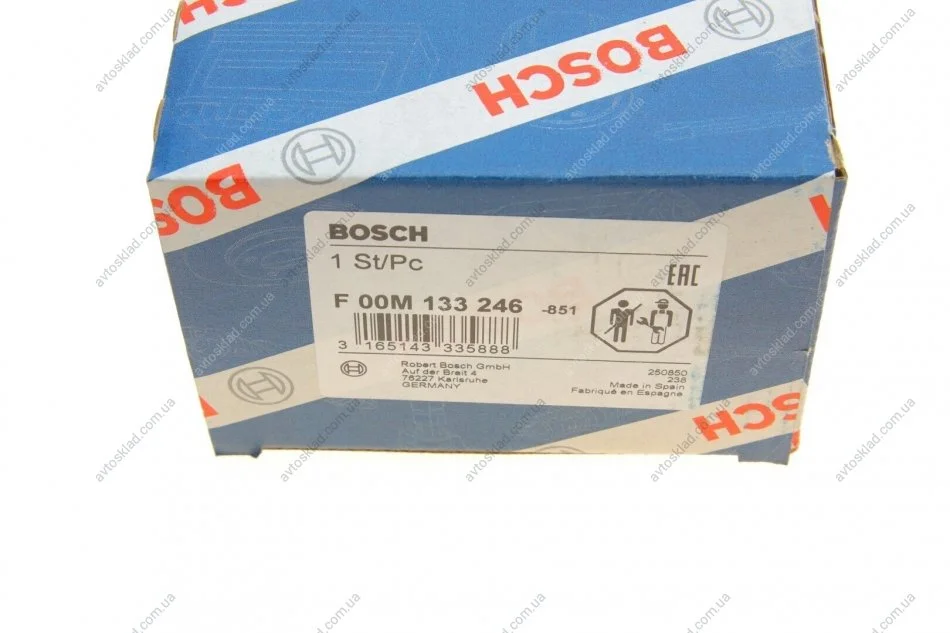 BOSCH
BOSCH
BOSCH
1 St/Pc
EAC
F 00M 133 246 -851
3 165143 335888
Robert Bosch GmbH
Auf der Breit 4
76227 Karlsruhe
GERMANY
250850
238
Made in Spain
Fabriqué en Espagne
BOSCH
avtosklad.com.ua